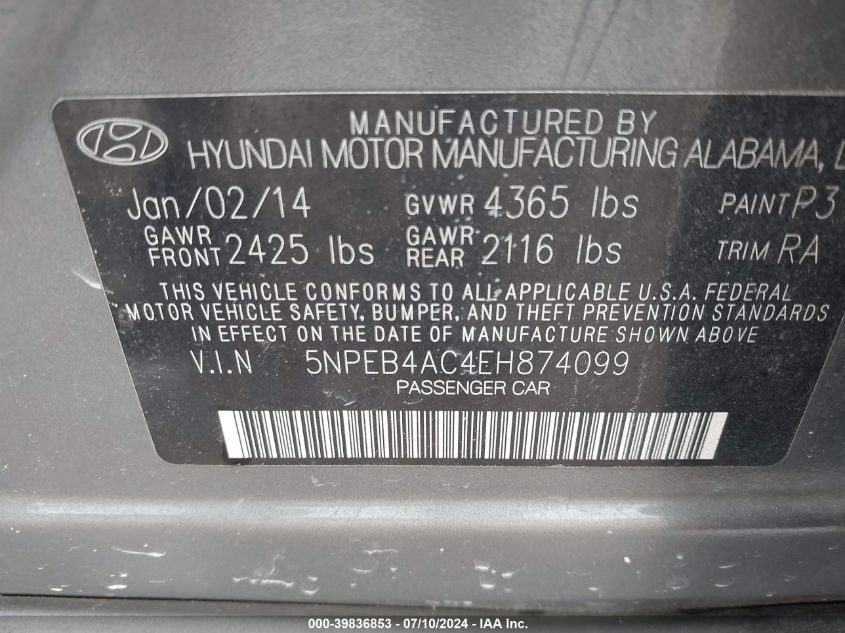 MANUFACTURED BY
HYUNDAI MOTOR MANUFACTURING ALABAMA,
Jan/02/14 GVWR 4365 lbs PAINT P3
GAWR FRONT 2425 lbs GAWR REAR 2116 lbs TRIM RA
THIS VEHICLE CONFORMS TO ALL APPLICABLE U.S.A. FEDERAL
MOTOR VEHICLE SAFETY, BUMPER, AND THEFT PREVENTION STANDARDS
IN EFFECT ON THE DATE OF MANUFACTURE SHOWN ABOVE
V.I.N 5NPEB4AC4EH874099
PASSENGER CAR
000-39836853 - 07/10/2024 - IAA, Inc.